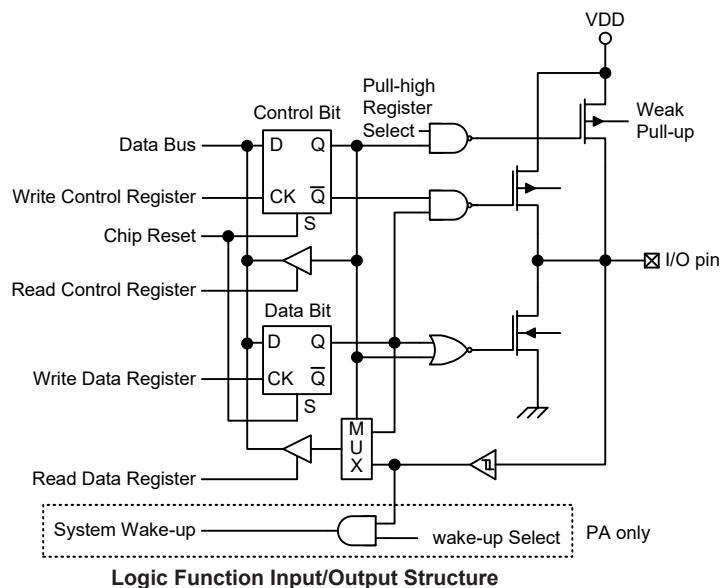 VDD
Pull-high
Register
Select
Weak
Pull-up
Control Bit
Data Bus
D
Q
Write Control Register
CK
Q
S
Chip Reset
I/O pin
Read Control Register
Data Bit
D
Q
Write Data Register
CK
Q
S
M
U
X
Read Data Register
System Wake-up
wake-up Select
PA only
Logic Function Input/Output Structure